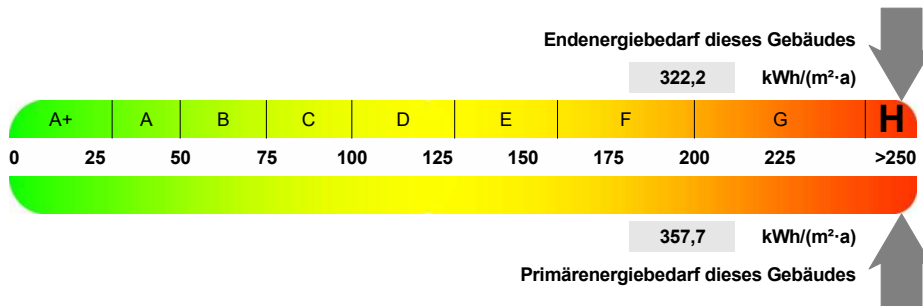 Endenergiebedarf dieses Gebäudes
322,2 kWh/(m²·a)
A+ A B C D E F G H
0 25 50 75 100 125 150 175 200 225 >250
357,7 kWh/(m²·a)
Primärenergiebedarf dieses Gebäudes